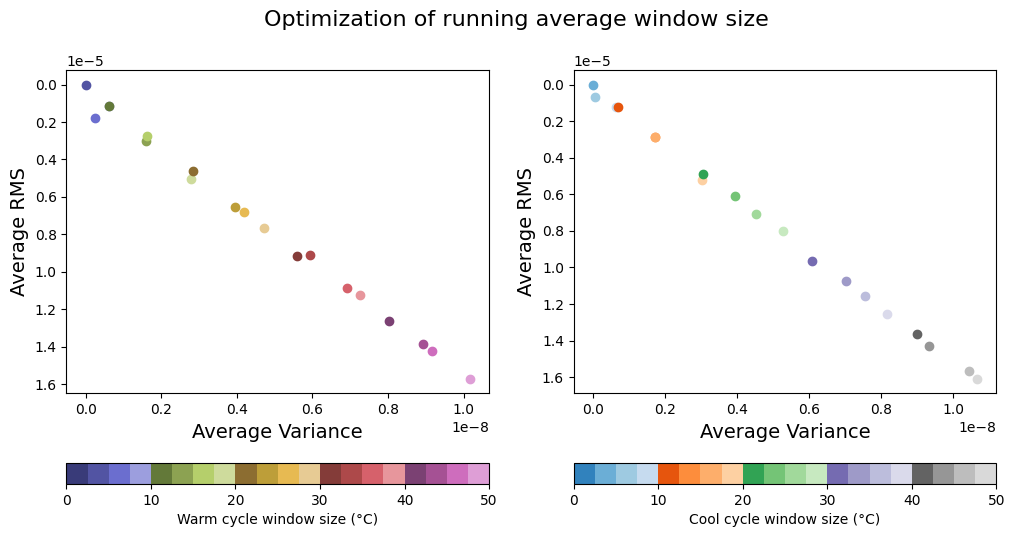 Optimization of running average window size
1e−5
0.0
0.2
0.4
0.6
0.8
1.0
1.2
1.4
1.6
Average RMS
0.0 0.2 0.4 0.6 0.8 1.0
1e−8
Average Variance
0 10 20 30 40 50
Warm cycle window size (°C)
1e−5
0.0
0.2
0.4
0.6
0.8
1.0
1.2
1.4
1.6
Average RMS
0.0 0.2 0.4 0.6 0.8 1.0
1e−8
Average Variance
0 10 20 30 40 50
Cool cycle window size (°C)